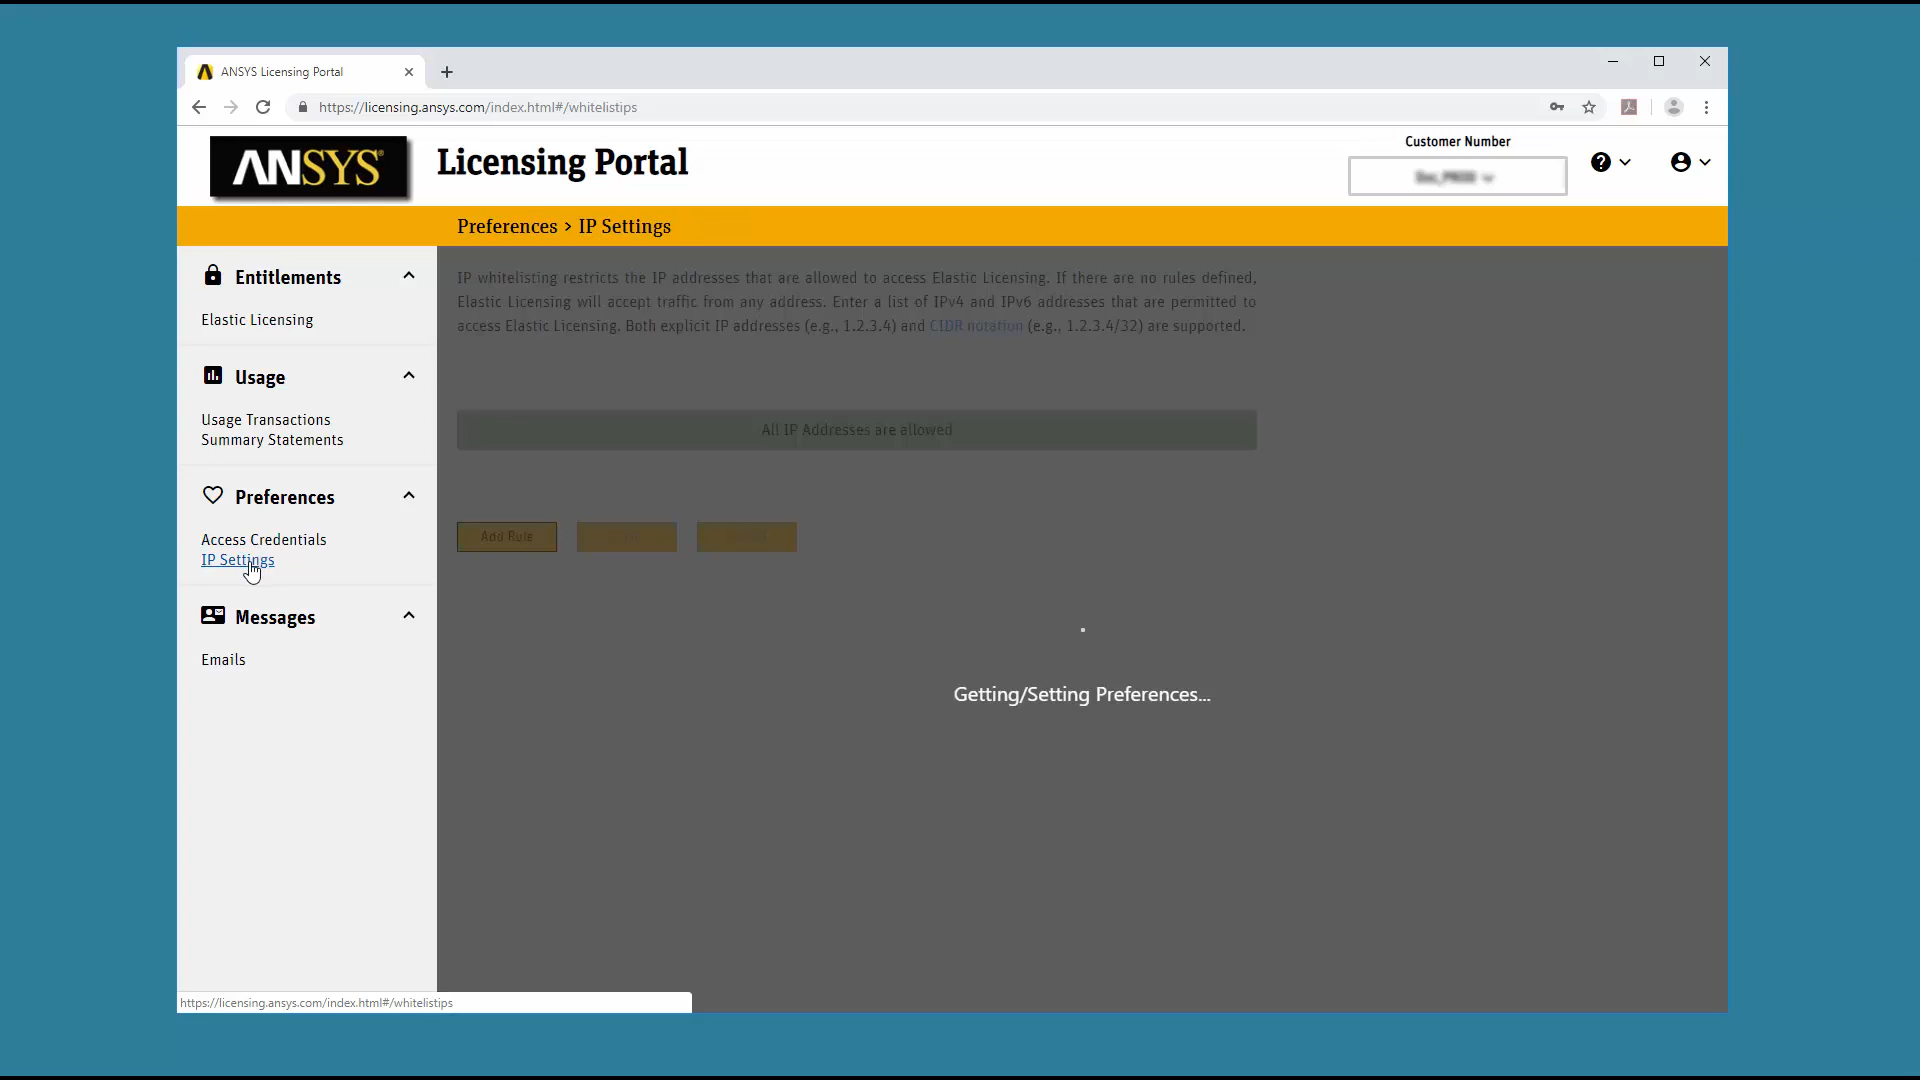 ANSYS Licensing Portal
https://licensing.ansys.com/index.html#/whitelistips
ANSYS
Licensing Portal
Customer Number
Preferences > IP Settings
Entitlements
Elastic Licensing
Usage
Usage Transactions
Summary Statements
Preferences
Access Credentials
IP Settings
Messages
Emails
IP whitelisting restricts the IP addresses that are allowed to access Elastic Licensing. If there are no rules defined,
Elastic Licensing will accept traffic from any address. Enter a list of IPv4 and IPv6 addresses that are permitted to
access Elastic Licensing. Both explicit IP addresses (e.g., 1.2.3.4) and CIDR notation (e.g., 1.2.3.4/32) are supported.
All IP Addresses are allowed
Add Rule
Getting/Setting Preferences...
https://licensing.ansys.com/index.html#/whitelistips